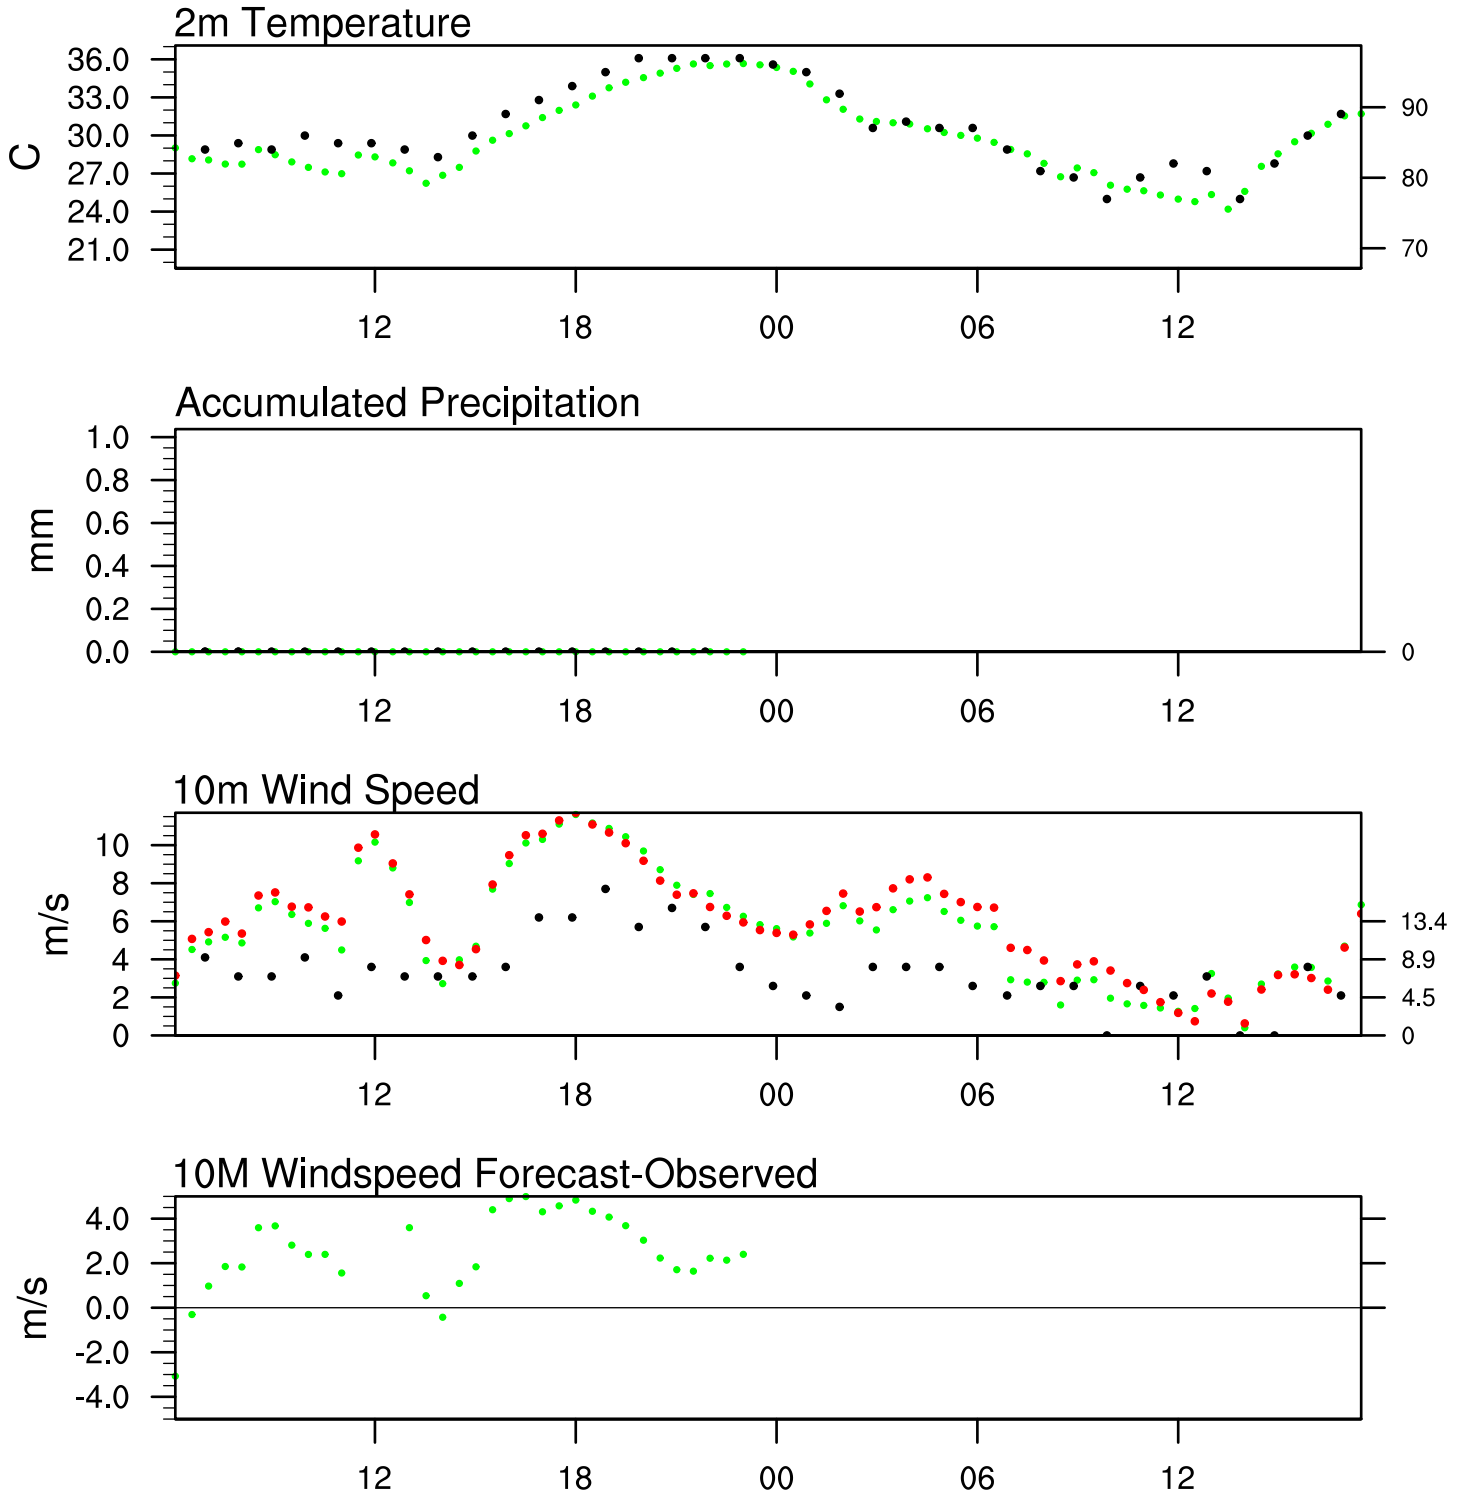 2m Temperature
36.0
33.0
30.0
27.0
24.0
21.0
C
90
80
70
12 18 00 06 12
Accumulated Precipitation
1.0
0.8
0.6
0.4
0.2
0.0
mm
0
12 18 00 06 12
10m Wind Speed
10
8
6
4
2
0
m/s
13.4
8.9
4.5
0
12 18 00 06 12
10M Windspeed Forecast-Observed
4.0
2.0
0.0
-2.0
-4.0
m/s
12 18 00 06 12